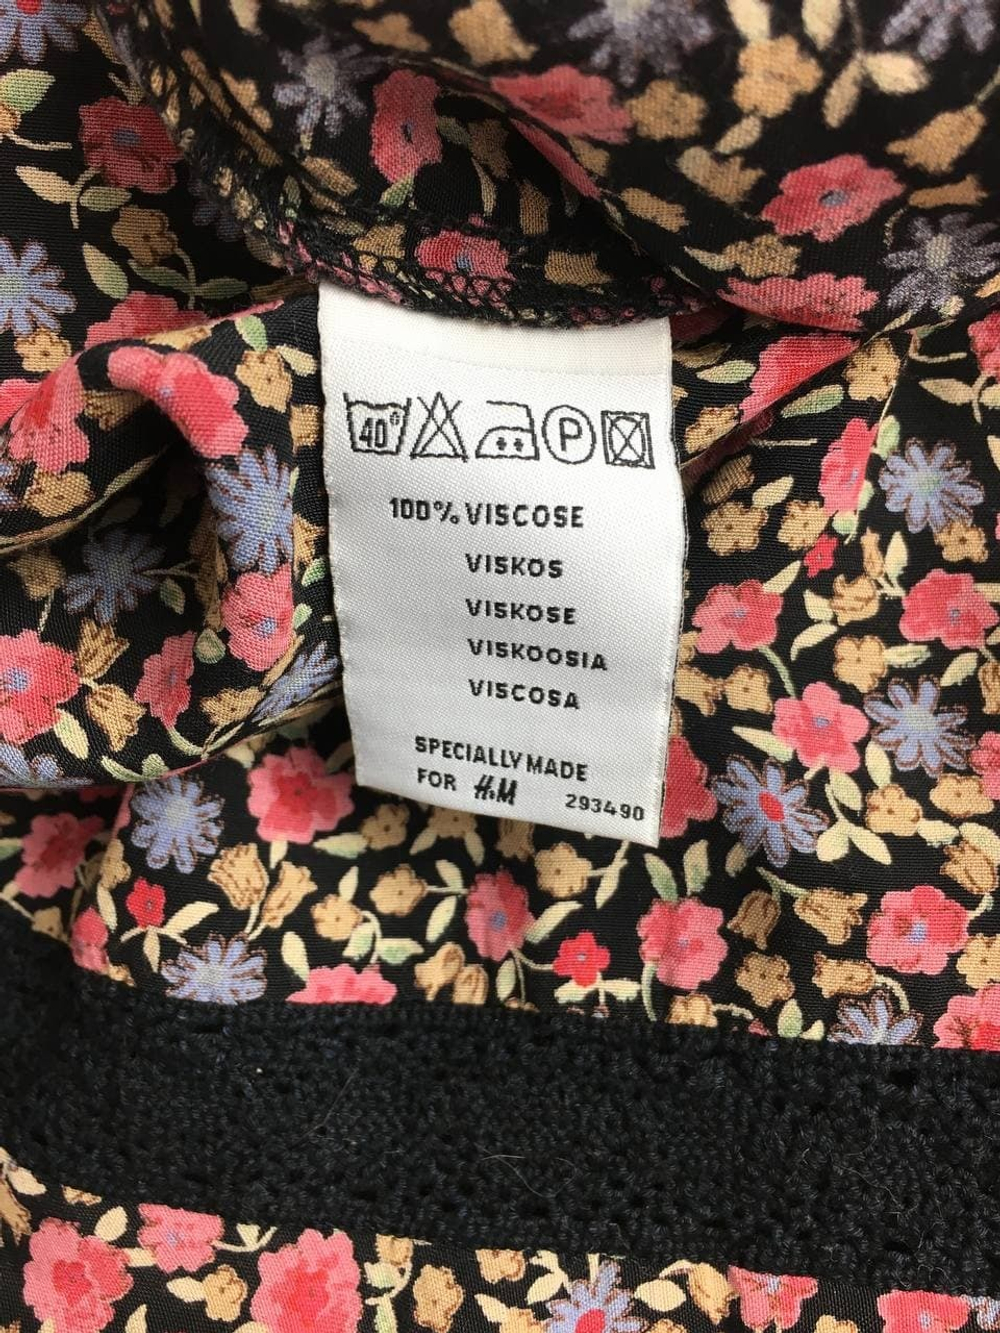 40°
P
100% VISCOSE
VISKOS
VISKOSE
VISKOOSIA
VISCOSA
SPECIALLY MADE
FOR H&M 293490